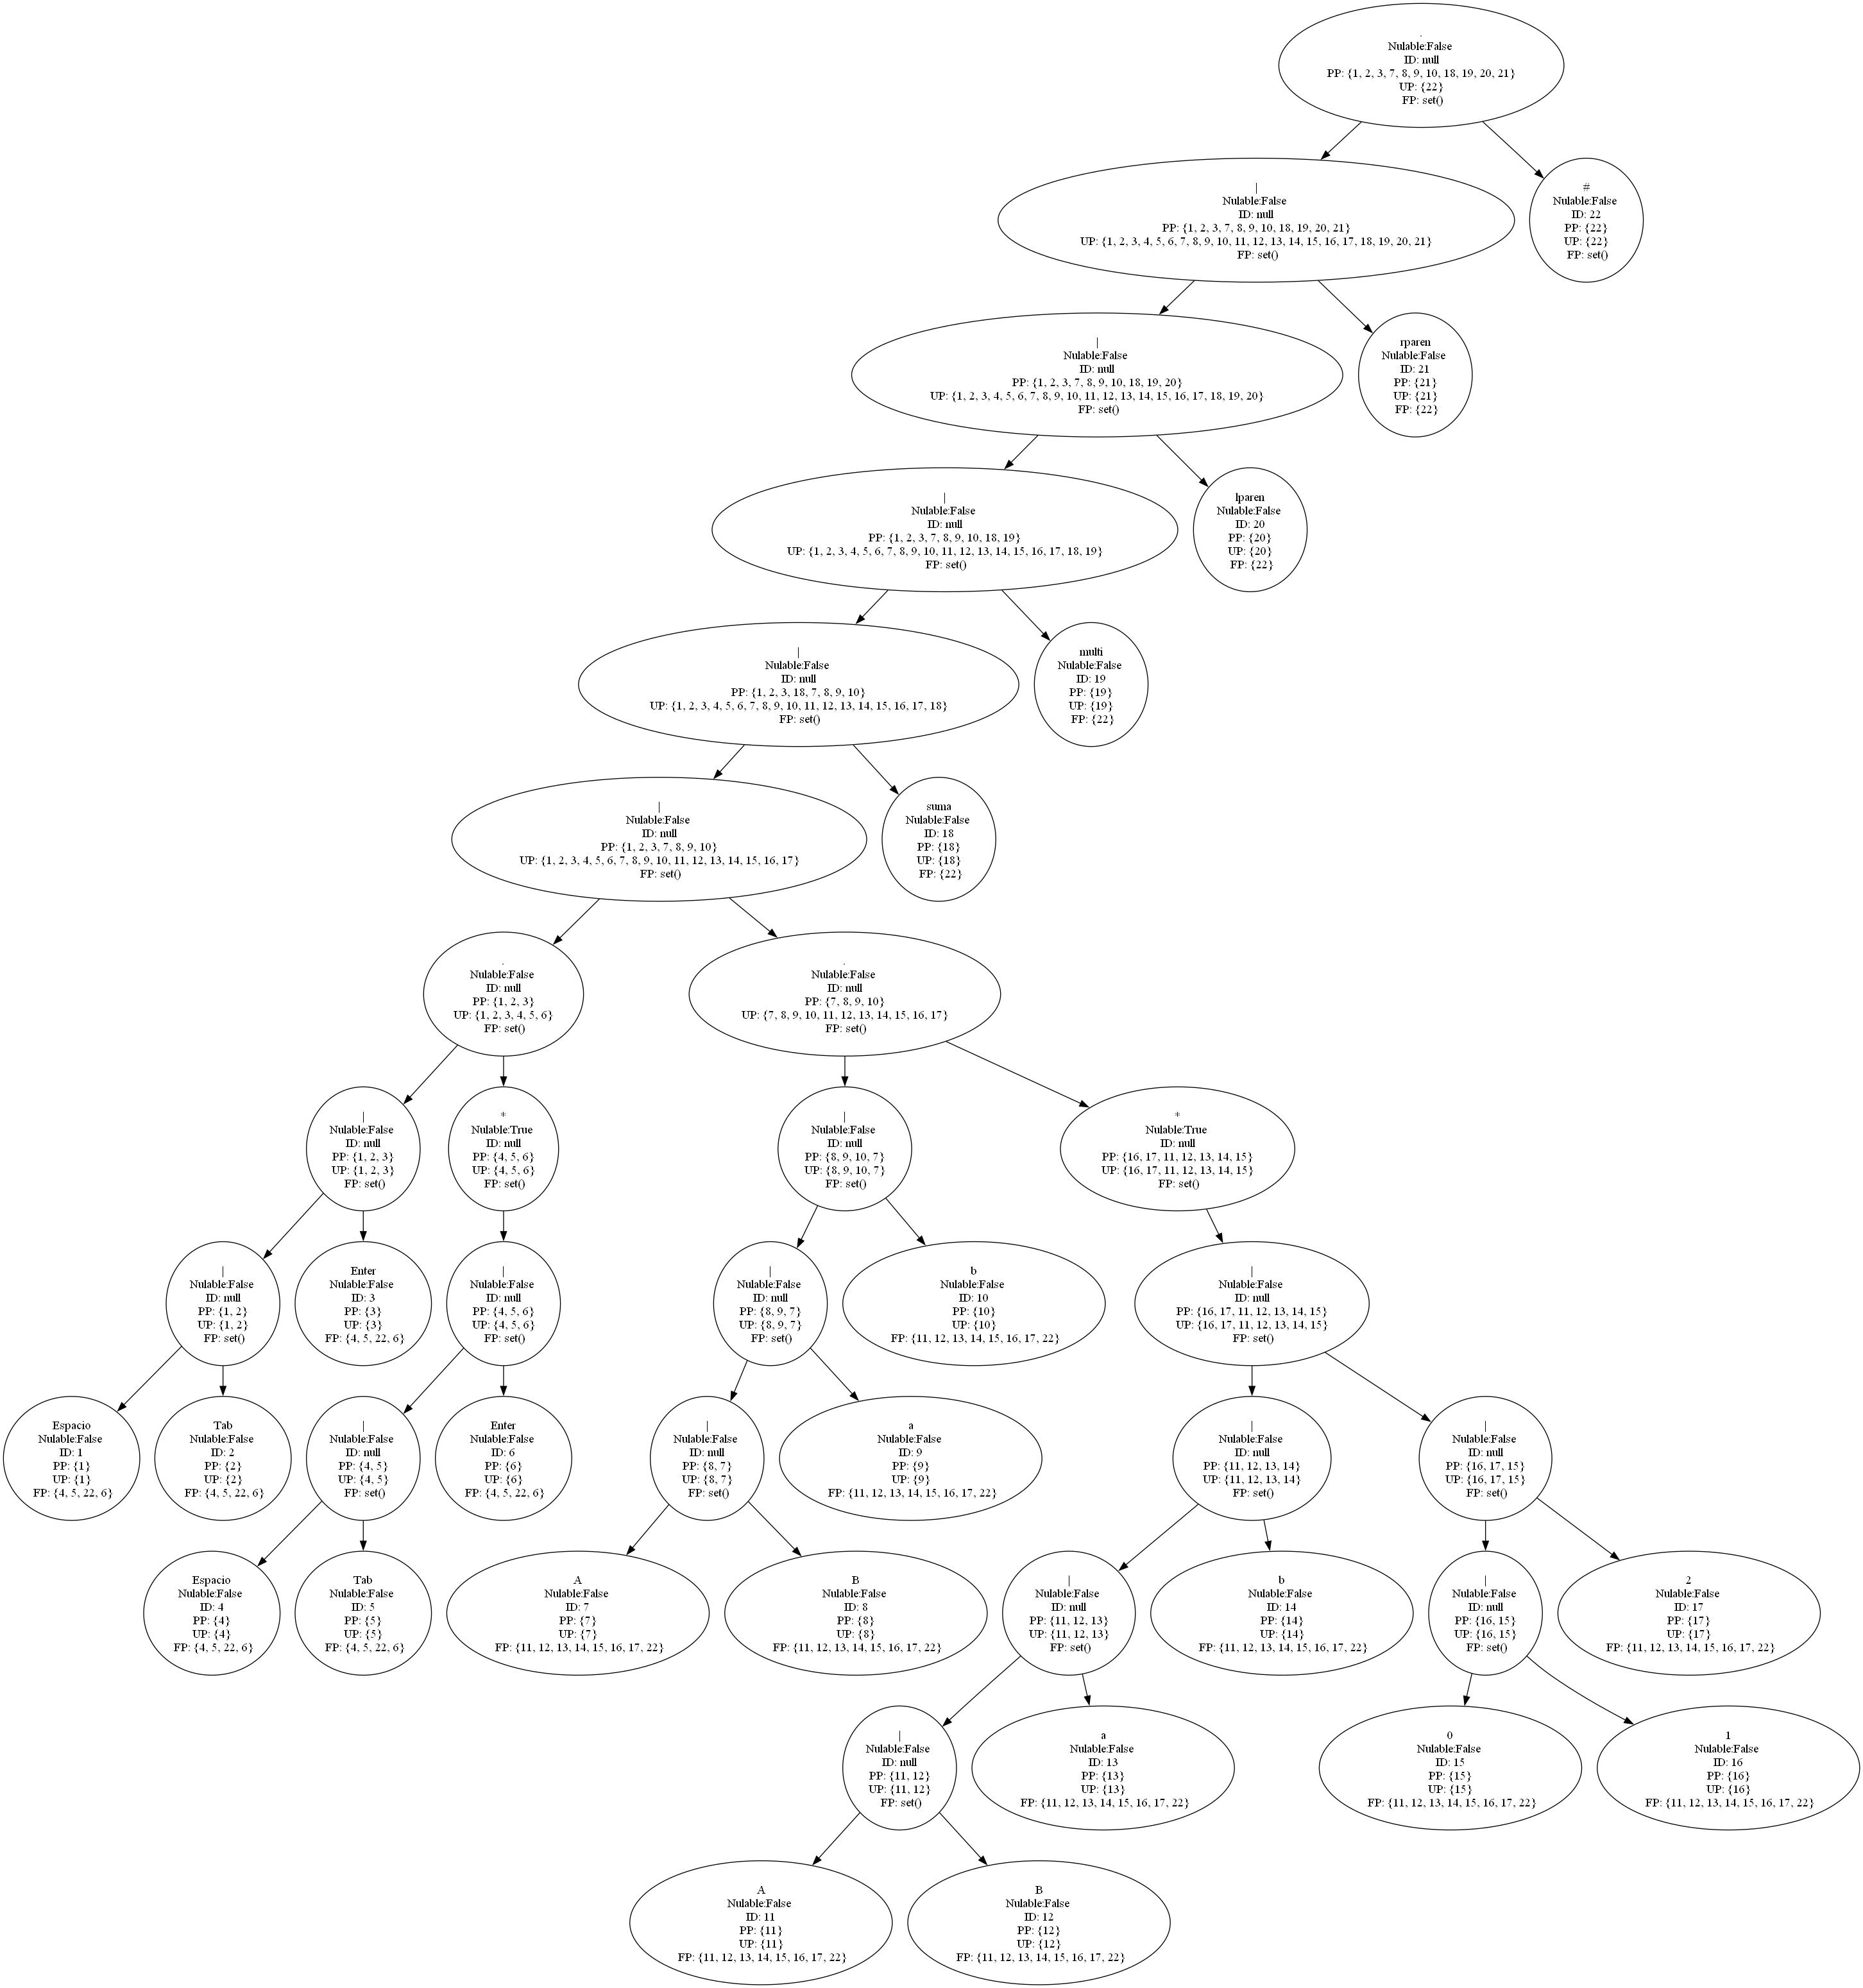 .
Nulable:False
ID: null
PP: {1, 2, 3, 7, 8, 9, 10, 18, 19, 20, 21}
UP: {22}
FP: set()
|
Nulable:False
ID: null
PP: {1, 2, 3, 7, 8, 9, 10, 18, 19, 20, 21}
UP: {1, 2, 3, 4, 5, 6, 7, 8, 9, 10, 11, 12, 13, 14, 15, 16, 17, 18, 19, 20, 21}
FP: set()
#
Nulable:False
ID: 22
PP: {22}
UP: {22}
FP: set()
|
Nulable:False
ID: null
PP: {1, 2, 3, 7, 8, 9, 10, 18, 19, 20}
UP: {1, 2, 3, 4, 5, 6, 7, 8, 9, 10, 11, 12, 13, 14, 15, 16, 17, 18, 19, 20}
FP: set()
rparen
Nulable:False
ID: 21
PP: {21}
UP: {21}
FP: {22}
|
Nulable:False
ID: null
PP: {1, 2, 3, 7, 8, 9, 10, 18, 19}
UP: {1, 2, 3, 4, 5, 6, 7, 8, 9, 10, 11, 12, 13, 14, 15, 16, 17, 18, 19}
FP: set()
lparen
Nulable:False
ID: 20
PP: {20}
UP: {20}
FP: {22}
|
Nulable:False
ID: null
PP: {1, 2, 3, 18, 7, 8, 9, 10}
UP: {1, 2, 3, 4, 5, 6, 7, 8, 9, 10, 11, 12, 13, 14, 15, 16, 17, 18}
FP: set()
multi
Nulable:False
ID: 19
PP: {19}
UP: {19}
FP: {22}
|
Nulable:False
ID: null
PP: {1, 2, 3, 7, 8, 9, 10}
UP: {1, 2, 3, 4, 5, 6, 7, 8, 9, 10, 11, 12, 13, 14, 15, 16, 17}
FP: set()
suma
Nulable:False
ID: 18
PP: {18}
UP: {18}
FP: {22}
.
Nulable:False
ID: null
PP: {1, 2, 3}
UP: {1, 2, 3, 4, 5, 6}
FP: set()
.
Nulable:False
ID: null
PP: {7, 8, 9, 10}
UP: {7, 8, 9, 10, 11, 12, 13, 14, 15, 16, 17}
FP: set()
|
Nulable:False
ID: null
PP: {1, 2, 3}
UP: {1, 2, 3}
FP: set()
*
Nulable:True
ID: null
PP: {4, 5, 6}
UP: {4, 5, 6}
FP: set()
|
Nulable:False
ID: null
PP: {8, 9, 10, 7}
UP: {8, 9, 10, 7}
FP: set()
*
Nulable:True
ID: null
PP: {16, 17, 11, 12, 13, 14, 15}
UP: {16, 17, 11, 12, 13, 14, 15}
FP: set()
|
Nulable:False
ID: null
PP: {1, 2}
UP: {1, 2}
FP: set()
Enter
Nulable:False
ID: 3
PP: {3}
UP: {3}
FP: {4, 5, 22, 6}
|
Nulable:False
ID: null
PP: {4, 5, 6}
UP: {4, 5, 6}
FP: set()
|
Nulable:False
ID: null
PP: {8, 9, 7}
UP: {8, 9, 7}
FP: set()
b
Nulable:False
ID: 10
PP: {10}
UP: {10}
FP: {11, 12, 13, 14, 15, 16, 17, 22}
|
Nulable:False
ID: null
PP: {16, 17, 11, 12, 13, 14, 15}
UP: {16, 17, 11, 12, 13, 14, 15}
FP: set()
Espacio
Nulable:False
ID: 1
PP: {1}
UP: {1}
FP: {4, 5, 22, 6}
Tab
Nulable:False
ID: 2
PP: {2}
UP: {2}
FP: {4, 5, 22, 6}
|
Nulable:False
ID: null
PP: {4, 5}
UP: {4, 5}
FP: set()
Enter
Nulable:False
ID: 6
PP: {6}
UP: {6}
FP: {4, 5, 22, 6}
|
Nulable:False
ID: null
PP: {8, 7}
UP: {8, 7}
FP: set()
a
Nulable:False
ID: 9
PP: {9}
UP: {9}
FP: {11, 12, 13, 14, 15, 16, 17, 22}
|
Nulable:False
ID: null
PP: {11, 12, 13, 14}
UP: {11, 12, 13, 14}
FP: set()
|
Nulable:False
ID: null
PP: {16, 17, 15}
UP: {16, 17, 15}
FP: set()
Espacio
Nulable:False
ID: 4
PP: {4}
UP: {4}
FP: {4, 5, 22, 6}
Tab
Nulable:False
ID: 5
PP: {5}
UP: {5}
FP: {4, 5, 22, 6}
A
Nulable:False
ID: 7
PP: {7}
UP: {7}
FP: {11, 12, 13, 14, 15, 16, 17, 22}
B
Nulable:False
ID: 8
PP: {8}
UP: {8}
FP: {11, 12, 13, 14, 15, 16, 17, 22}
|
Nulable:False
ID: null
PP: {11, 12, 13}
UP: {11, 12, 13}
FP: set()
b
Nulable:False
ID: 14
PP: {14}
UP: {14}
FP: {11, 12, 13, 14, 15, 16, 17, 22}
|
Nulable:False
ID: null
PP: {16, 15}
UP: {16, 15}
FP: set()
2
Nulable:False
ID: 17
PP: {17}
UP: {17}
FP: {11, 12, 13, 14, 15, 16, 17, 22}
|
Nulable:False
ID: null
PP: {11, 12}
UP: {11, 12}
FP: set()
a
Nulable:False
ID: 13
PP: {13}
UP: {13}
FP: {11, 12, 13, 14, 15, 16, 17, 22}
0
Nulable:False
ID: 15
PP: {15}
UP: {15}
FP: {11, 12, 13, 14, 15, 16, 17, 22}
1
Nulable:False
ID: 16
PP: {16}
UP: {16}
FP: {11, 12, 13, 14, 15, 16, 17, 22}
A
Nulable:False
ID: 11
PP: {11}
UP: {11}
FP: {11, 12, 13, 14, 15, 16, 17, 22}
B
Nulable:False
ID: 12
PP: {12}
UP: {12}
FP: {11, 12, 13, 14, 15, 16, 17, 22}